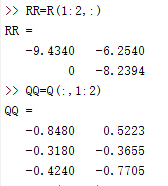 >> RR=R(1:2,:)
RR =
-9.4340 -6.2540
0 -8.2394
>> QQ=Q(:,1:2)
QQ =
-0.8480 0.5223
-0.3180 -0.3655
-0.4240 -0.7705